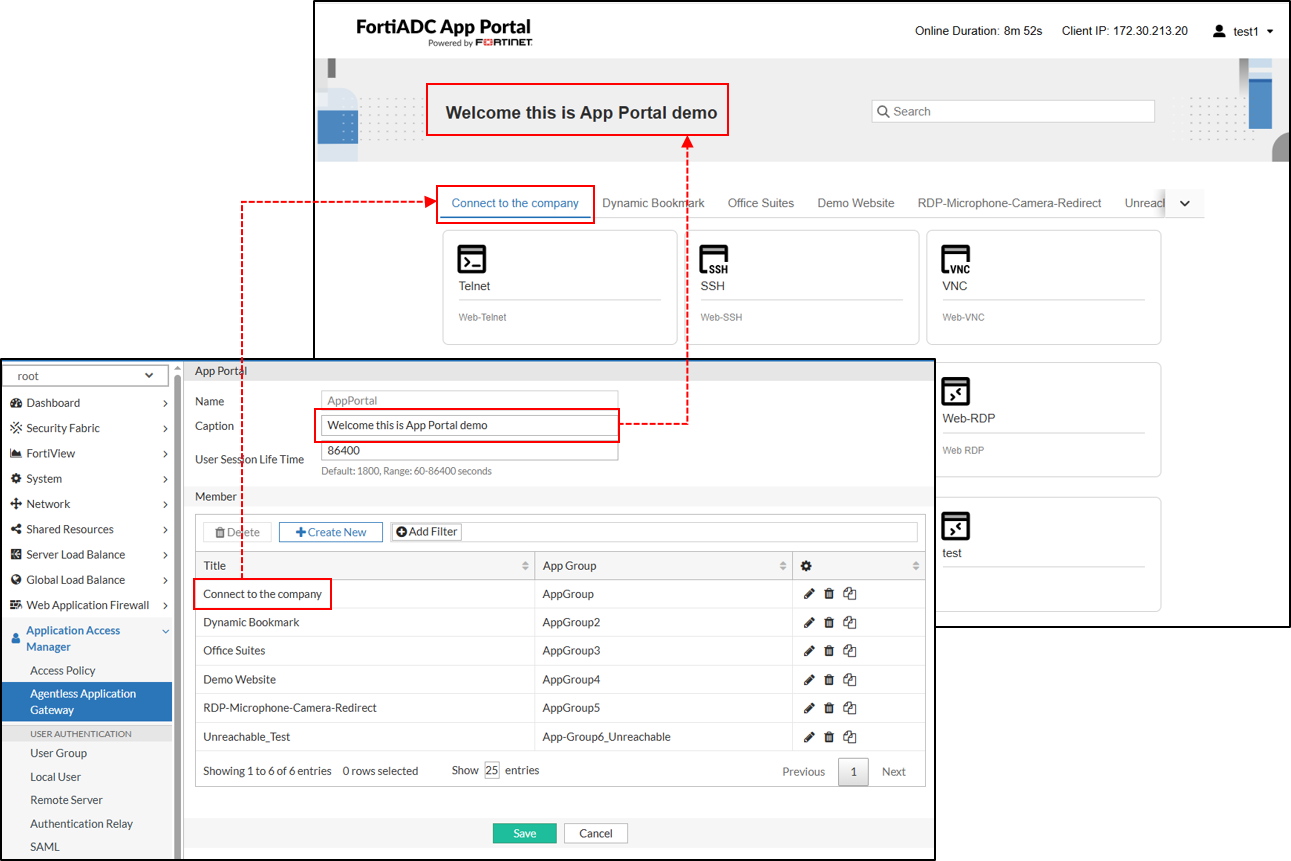 FortiADC App Portal
Powered by FORTINET
Online Duration: 8m 52s Client IP: 172.30.213.20 test1
Welcome this is App Portal demo
Search
Connect to the company Dynamic Bookmark Office Suites Demo Website RDP-Microphone-Camera-Redirect Unreac
Telnet
Web-Telnet
SSH
SSH
Web-SSH
VNC
VNC
Web-VNC
Web-RDP
Web RDP
test
root
Dashboard
Security Fabric
FortiView
System
Network
Shared Resources
Server Load Balance
Global Load Balance
Web Application Firewall
Application Access
Manager
Access Policy
Agentless Application
Gateway
USER AUTHENTICATION
User Group
Local User
Remote Server
Authentication Relay
SAML
App Portal
Name AppPortal
Caption Welcome this is App Portal demo
User Session Life Time 86400
Default: 1800, Range: 60-86400 seconds
Member
Delete Create New Add Filter
Title App Group
Connect to the company AppGroup
Dynamic Bookmark AppGroup2
Office Suites AppGroup3
Demo Website AppGroup4
RDP-Microphone-Camera-Redirect AppGroup5
Unreachable_Test App-Group6_Unreachable
Showing 1 to 6 of 6 entries 0 rows selected Show 25 entries Previous 1 Next
Save Cancel